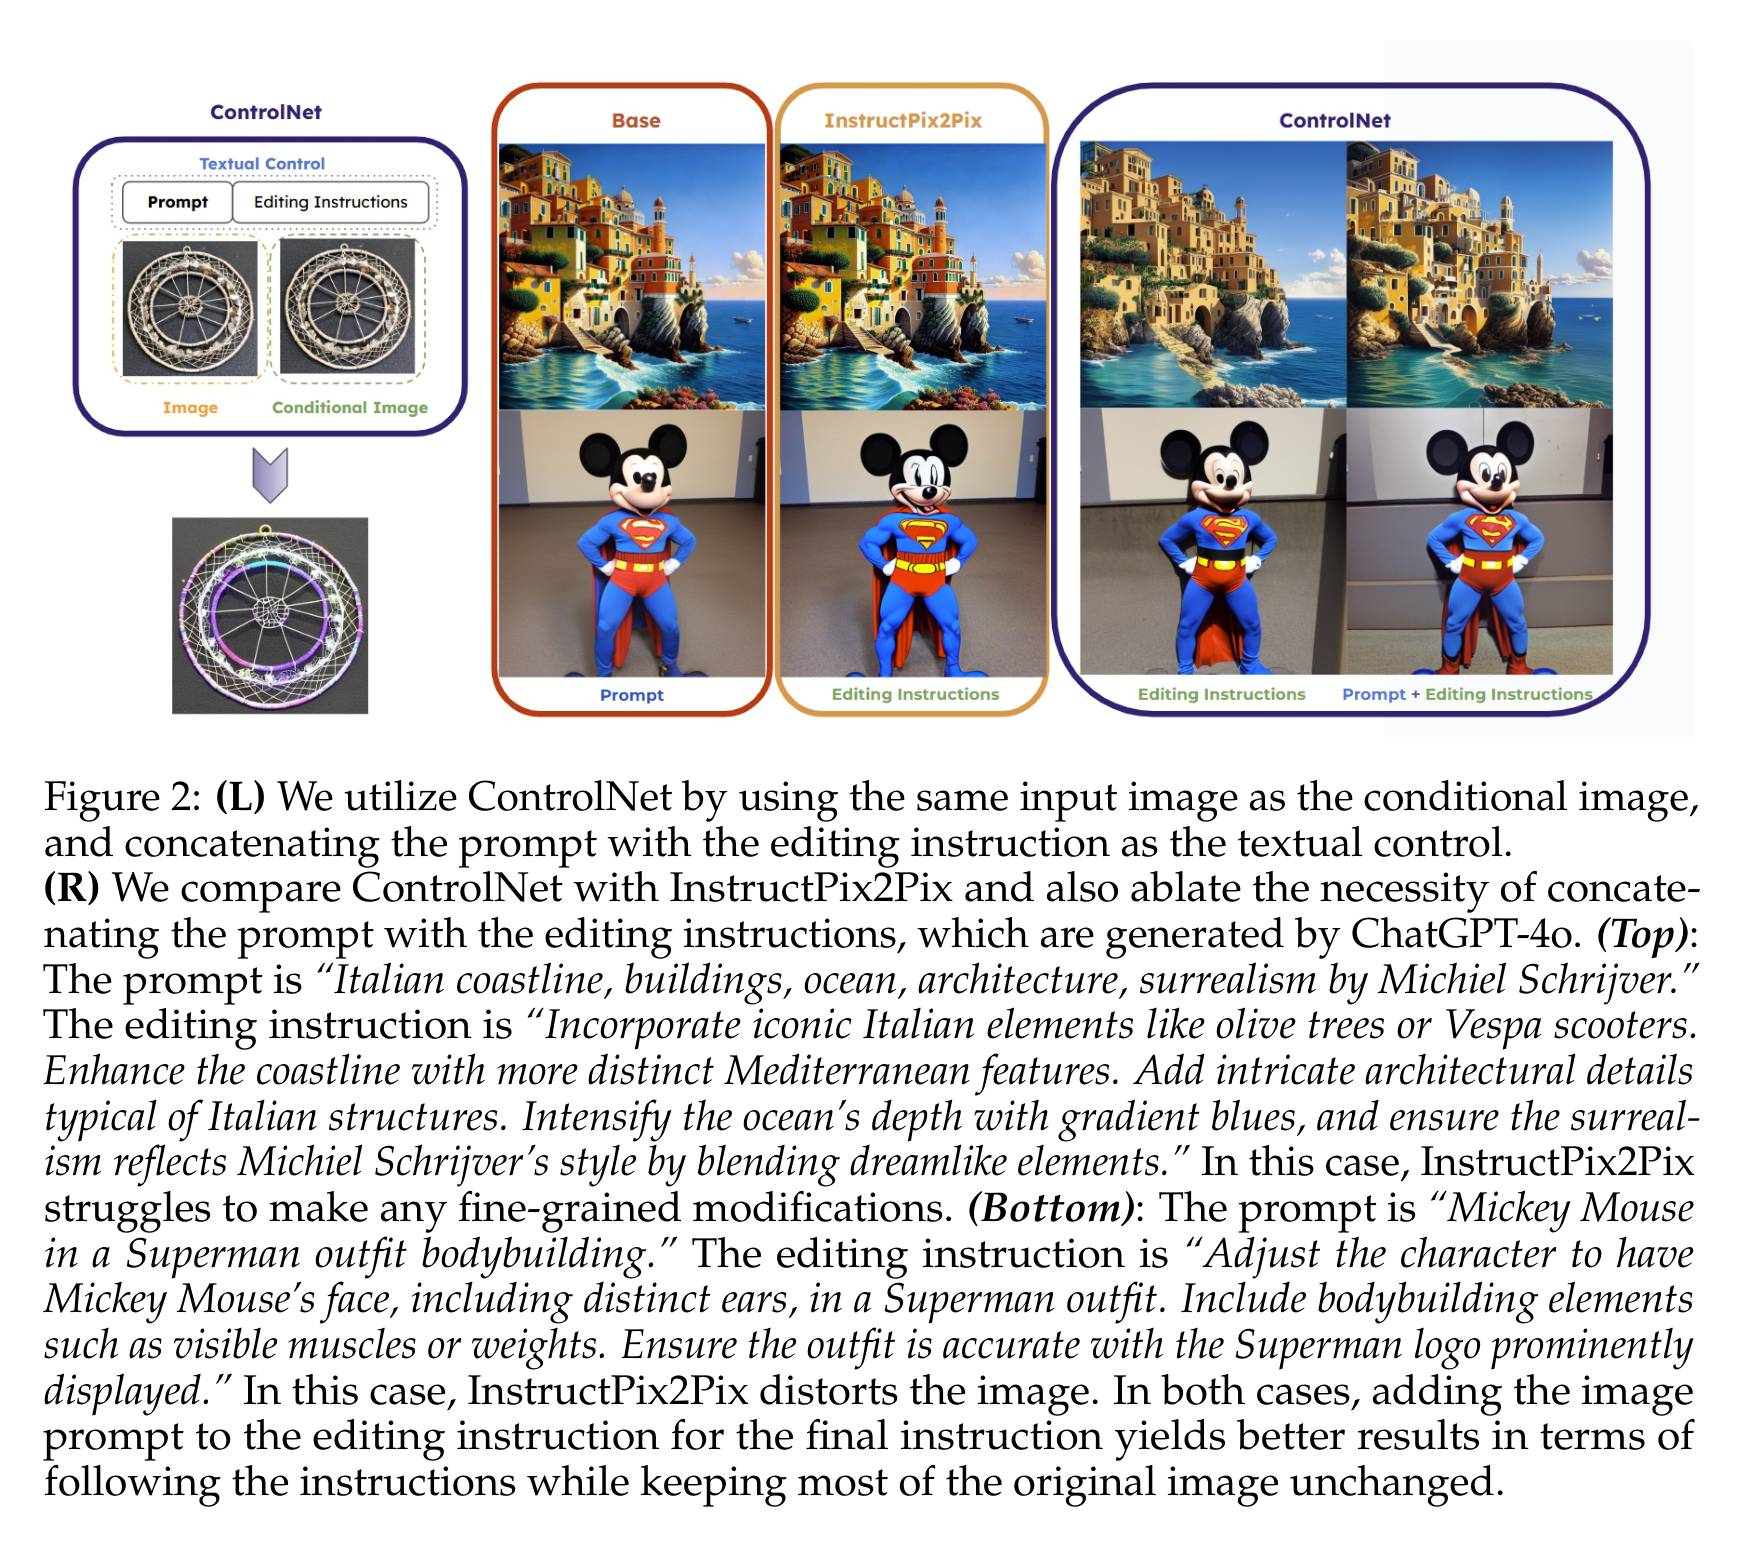 ControlNet
Textual Control
Prompt
Editing Instructions
Image
Conditional Image
Base
Prompt
InstructPix2Pix
Editing Instructions
ControlNet
Editing Instructions
Prompt + Editing Instructions
Figure 2: (L) We utilize ControlNet by using the same input image as the conditional image,
and concatenating the prompt with the editing instruction as the textual control.
(R) We compare ControlNet with InstructPix2Pix and also ablate the necessity of concate-
nating the prompt with the editing instructions, which are generated by ChatGPT-4o. (Top):
The prompt is “Italian coastline, buildings, ocean, architecture, surrealism by Michiel Schrijver.”
The editing instruction is “Incorporate iconic Italian elements like olive trees or Vespa scooters.
Enhance the coastline with more distinct Mediterranean features. Add intricate architectural details
typical of Italian structures. Intensify the ocean’s depth with gradient blues, and ensure the surreal-
ism reflects Michiel Schrijver’s style by blending dreamlike elements.” In this case, InstructPix2Pix
struggles to make any fine-grained modifications. (Bottom): The prompt is “Mickey Mouse
in a Superman outfit bodybuilding.” The editing instruction is “Adjust the character to have
Mickey Mouse’s face, including distinct ears, in a Superman outfit. Include bodybuilding elements
such as visible muscles or weights. Ensure the outfit is accurate with the Superman logo prominently
displayed.” In this case, InstructPix2Pix distorts the image. In both cases, adding the image
prompt to the editing instruction for the final instruction yields better results in terms of
following the instructions while keeping most of the original image unchanged.